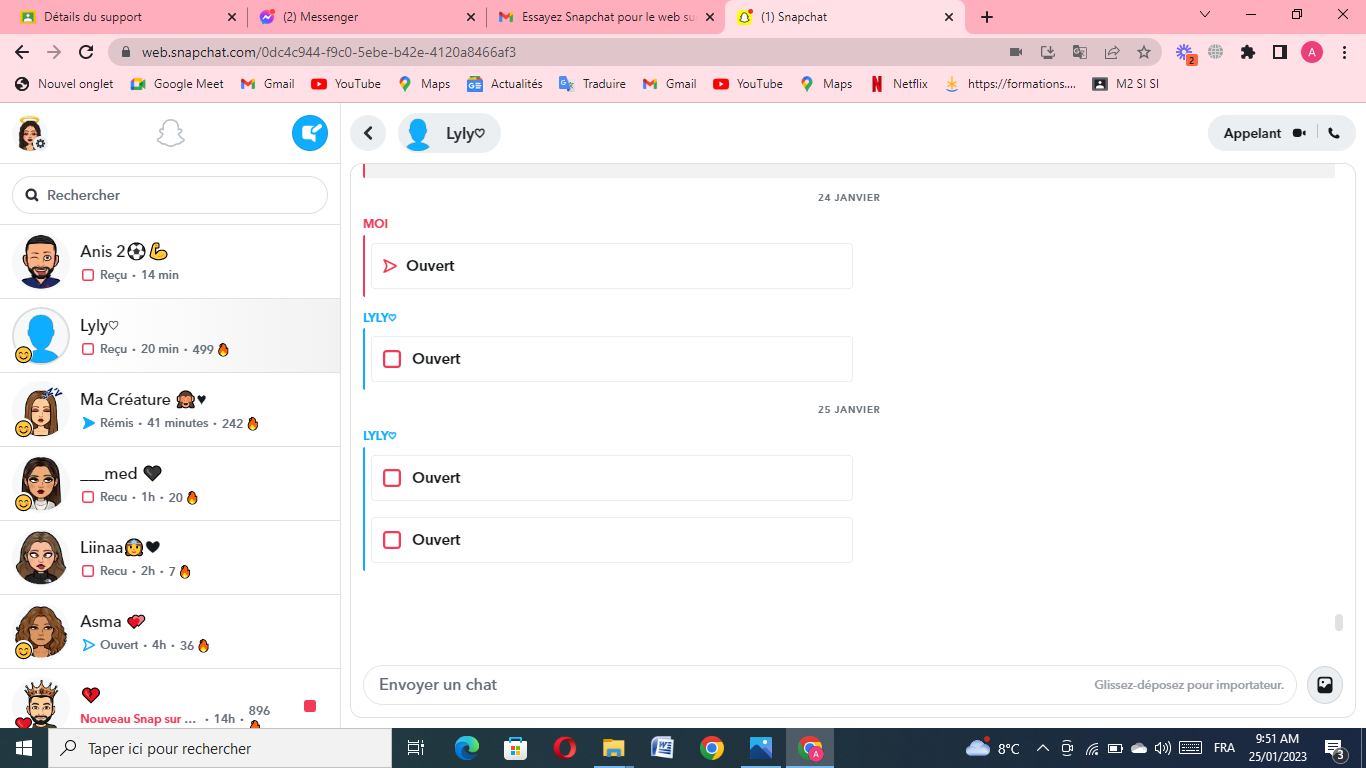 Détails du support
(2) Messenger
Essayez Snapchat pour le web su
(1) Snapchat
web.snapchat.com/0dc4c944-f9c0-5ebe-b42e-4120a8466af3
2
A
Nouvel onglet
Google Meet
Gmail
YouTube
Maps
Actualités
Traduire
Gmail
YouTube
Maps
Netflix
https://formations....
M2 SI SI
Rechercher
Anis 2⚽💪
Reçu • 14 min
Lyly♡
Reçu • 20 min • 499 🔥
Ma Créature 🙊♥
Rémis • 41 minutes • 242 🔥
___med 🖤
Recu • 1h • 20 🔥
Liinaa👰🖤
Recu • 2h • 7 🔥
Asma 💕
Ouvert • 4h • 36 🔥
💔
Nouveau Snap sur ... • 14h • 896 🔥
Lyly♡
Appelant
24 JANVIER
MOI
Ouvert
LYLY♡
Ouvert
25 JANVIER
LYLY♡
Ouvert
Ouvert
Envoyer un chat
Glissez-déposez pour importateur.
Taper ici pour rechercher
A
8°C
FRA
9:51 AM
25/01/2023
3